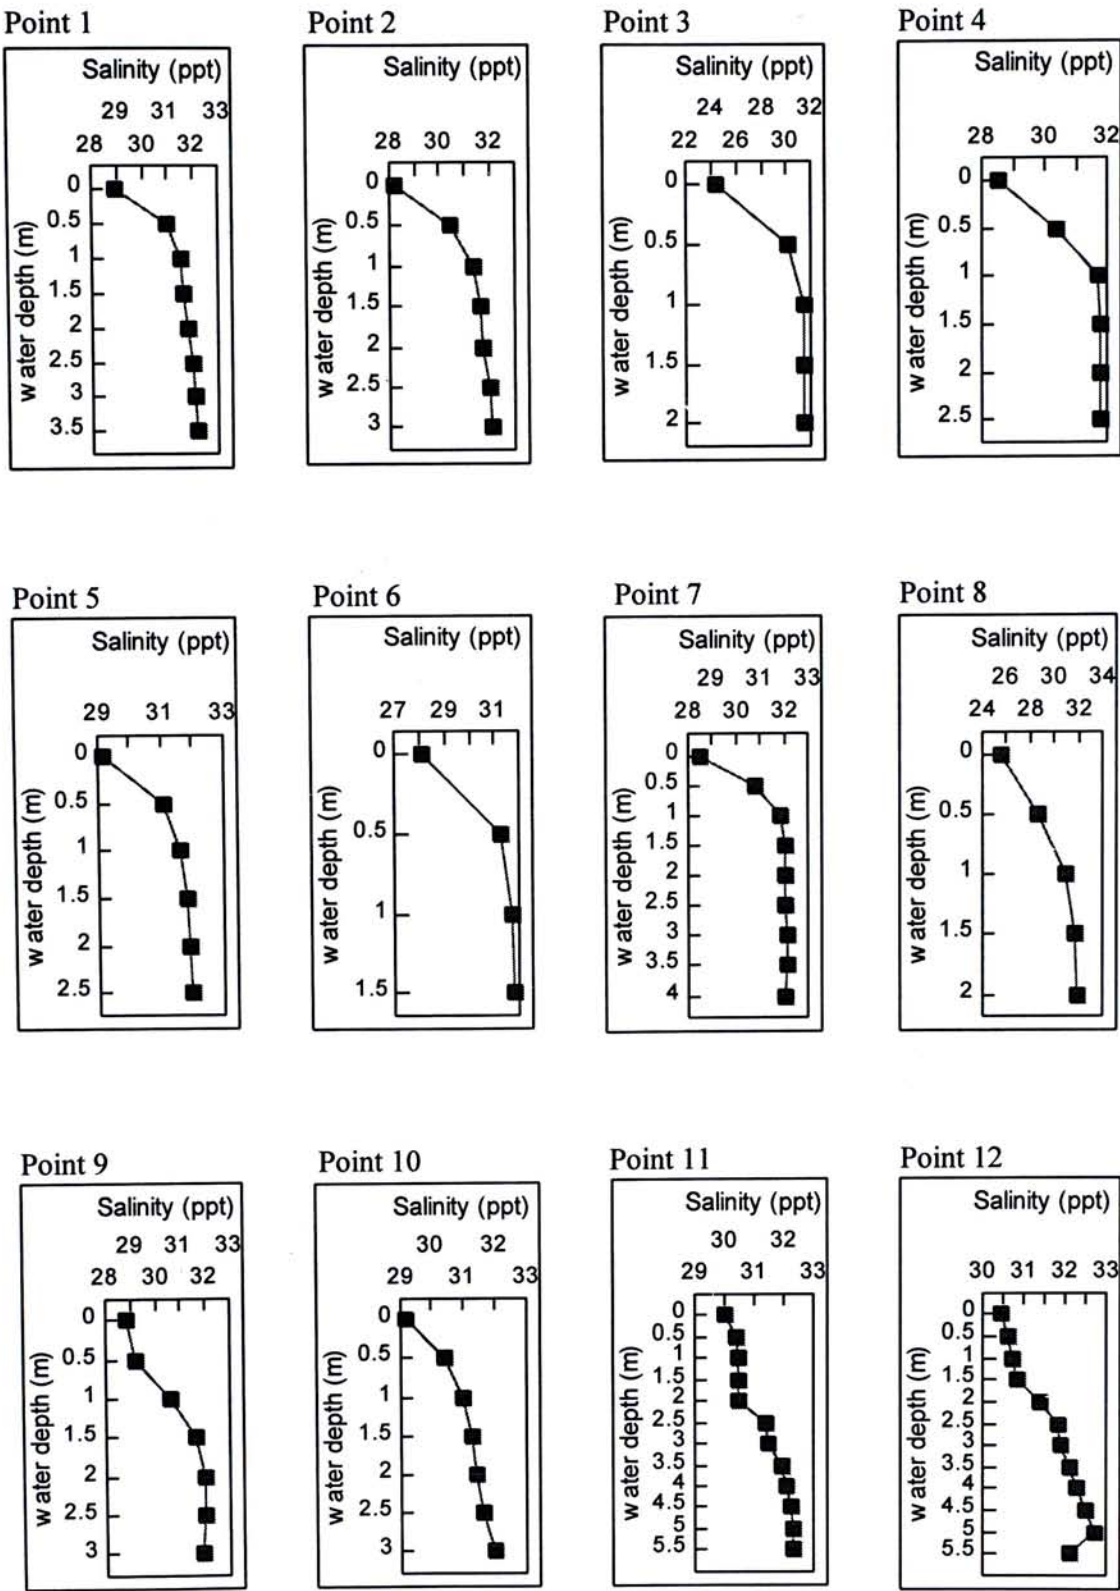 Point 1
Salinity (ppt)
29 31 33
28 30 32
water depth (m)
0
0.5
1
1.5
2
2.5
3
3.5
Point 2
Salinity (ppt)
28 30 32
water depth (m)
0
0.5
1
1.5
2
2.5
3
Point 3
Salinity (ppt)
24 28 32
22 26 30
water depth (m)
0
0.5
1
1.5
2
Point 4
Salinity (ppt)
28 30 32
water depth (m)
0
0.5
1
1.5
2
2.5
Point 5
Salinity (ppt)
29 31 33
water depth (m)
0
0.5
1
1.5
2
2.5
Point 6
Salinity (ppt)
27 29 31
water depth (m)
0
0.5
1
1.5
Point 7
Salinity (ppt)
29 31 33
28 30 32
water depth (m)
0
0.5
1
1.5
2
2.5
3
3.5
4
Point 8
Salinity (ppt)
26 30 34
24 28 32
water depth (m)
0
0.5
1
1.5
2
Point 9
Salinity (ppt)
29 31 33
28 30 32
water depth (m)
0
0.5
1
1.5
2
2.5
3
Point 10
Salinity (ppt)
30 32
29 31 33
water depth (m)
0
0.5
1
1.5
2
2.5
3
Point 11
Salinity (ppt)
30 32
29 31 33
water depth (m)
0
0.5
1
1.5
2
2.5
3
3.5
4
4.5
5
5.5
Point 12
Salinity (ppt)
30 31 32 33
water depth (m)
0
0.5
1
1.5
2
2.5
3
3.5
4
4.5
5
5.5